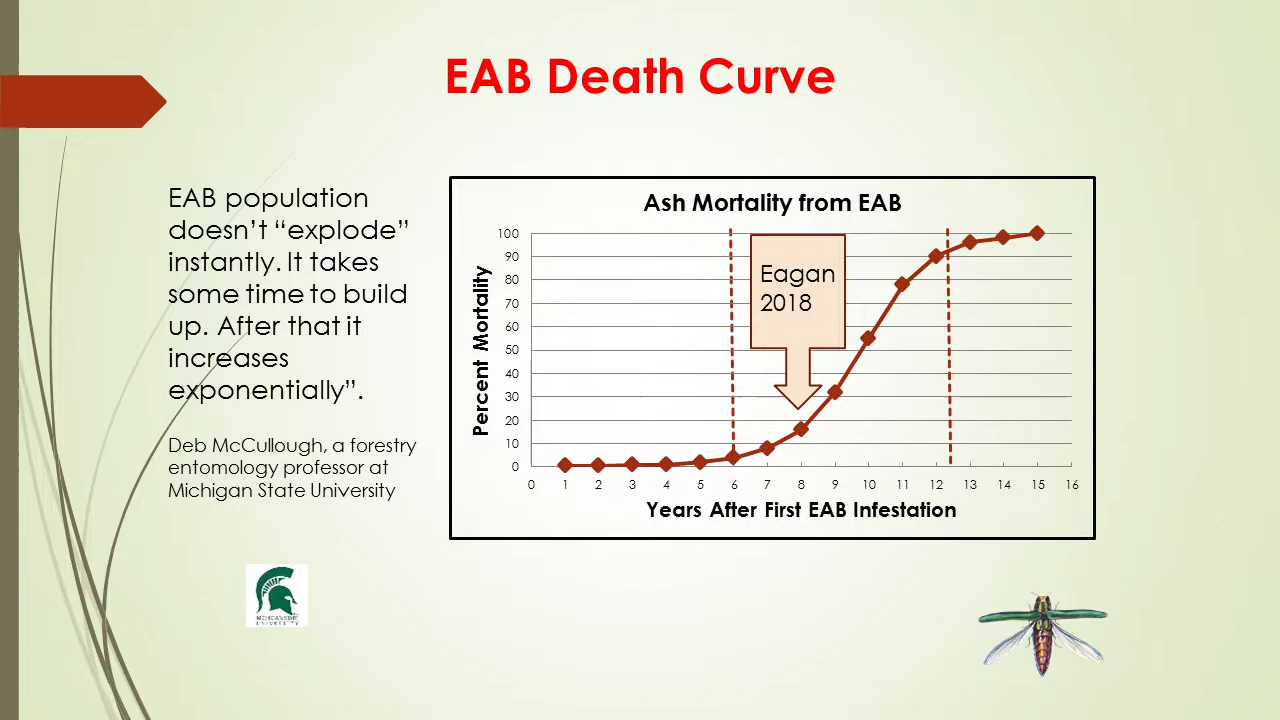 EAB Death Curve
EAB population
doesn’t “explode”
instantly. It takes
some time to build
up. After that it
increases
exponentially”.
Deb McCullough, a forestry
entomology professor at
Michigan State University
Ash Mortality from EAB
Percent Mortality
100
90
80
70
60
50
40
30
20
10
0
Eagan
2018
0 1 2 3 4 5 6 7 8 9 10 11 12 13 14 15 16
Years After First EAB Infestation
MICHIGAN STATE
UNIVERSITY